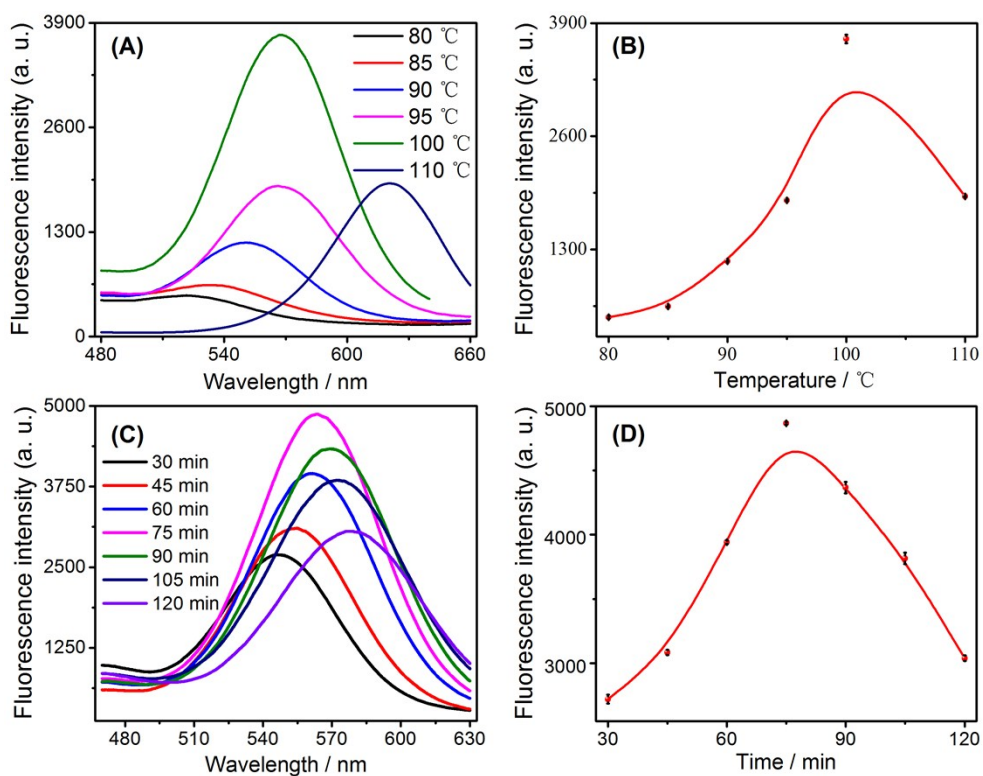 (A)
80 ℃
85 ℃
90 ℃
95 ℃
100 ℃
110 ℃
3900
2600
1300
0
480
540
600
660
Fluorescence intensity (a. u.)
Wavelength / nm
(B)
3900
2600
1300
80
90
100
110
Fluorescence intensity (a. u.)
Temperature / ℃
(C)
30 min
45 min
60 min
75 min
90 min
105 min
120 min
5000
3750
2500
1250
0
480
510
540
570
600
630
Fluorescence intensity (a. u.)
Wavelength / nm
(D)
5000
4000
3000
30
60
90
120
Fluorescence intensity (a. u.)
Time / min